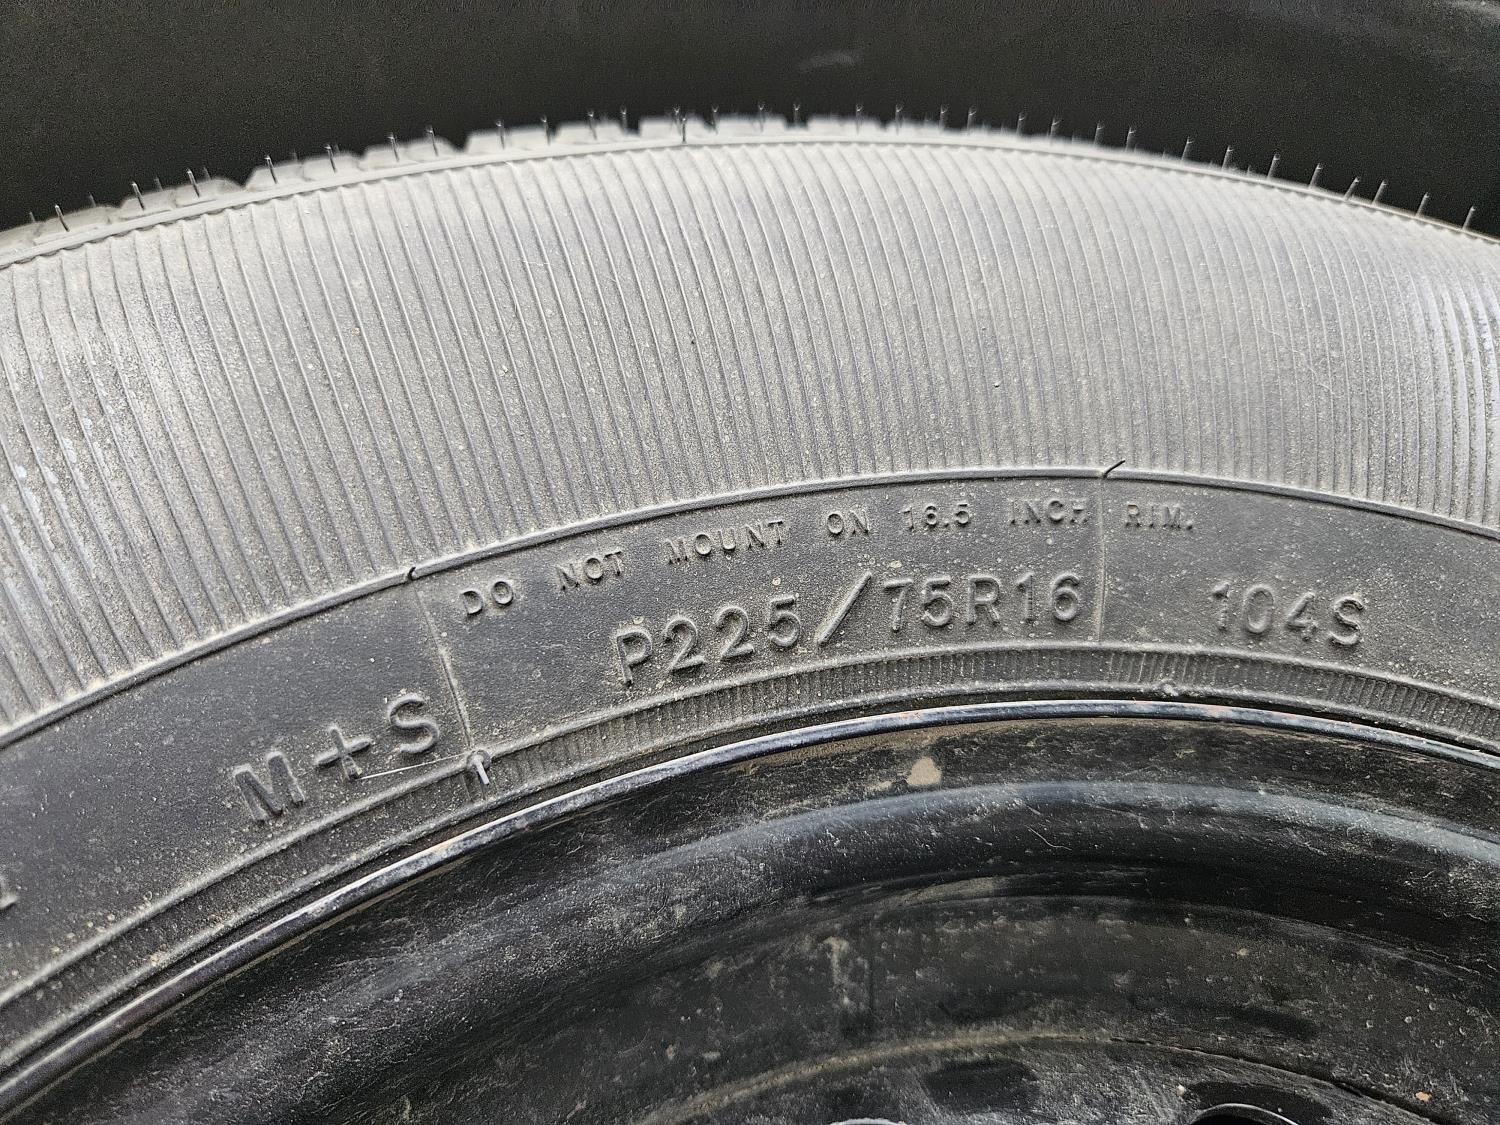 DO NOT MOUNT ON 16.5 INCH RIM.
M+S P225/75R16 104S